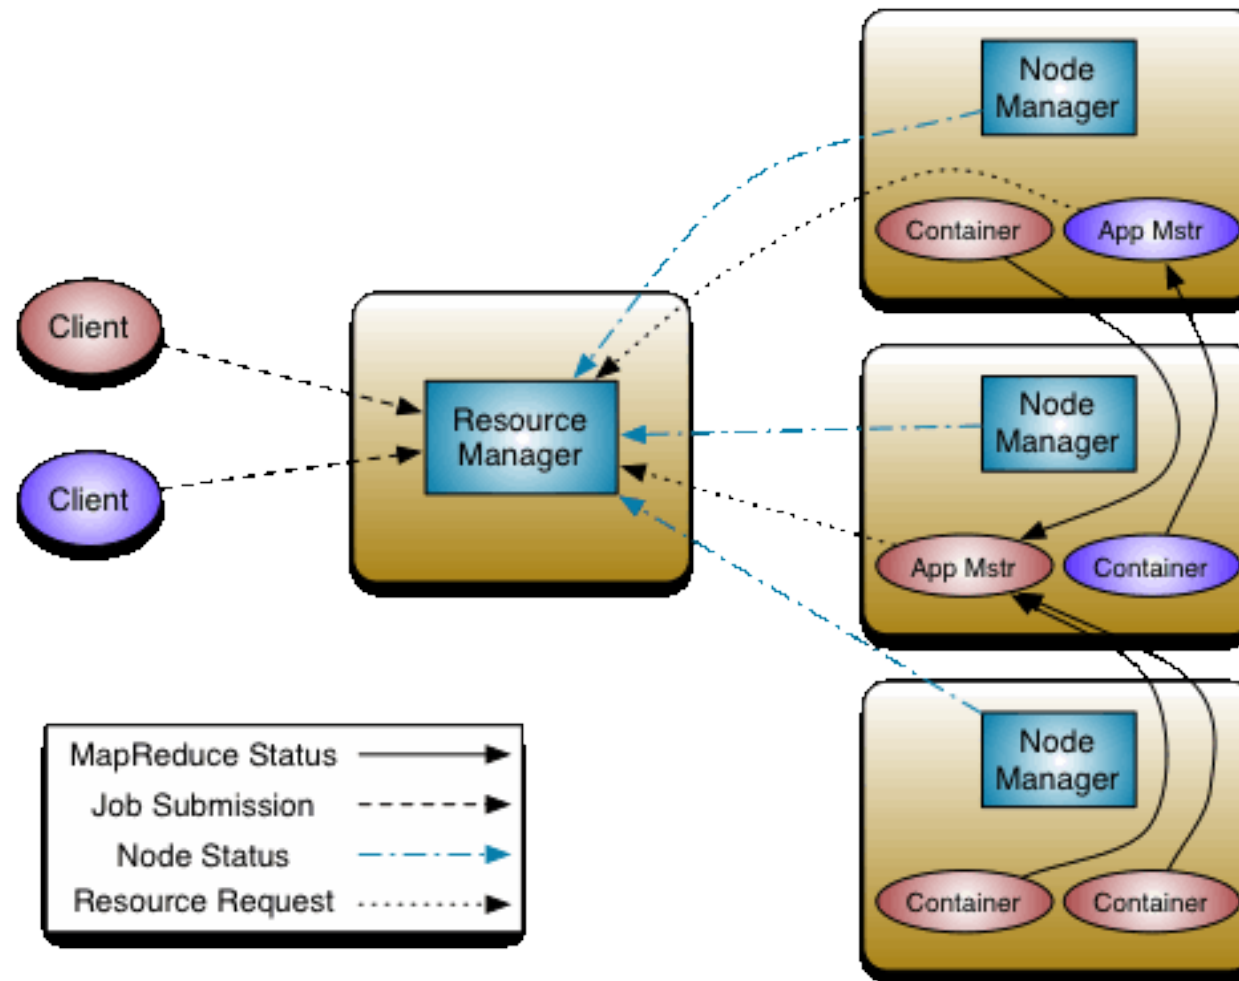 Node
Manager
Container
App Mstr
Client
Resource
Manager
Client
Node
Manager
App Mstr
Container
MapReduce Status
Job Submission
Node Status
Resource Request
Node
Manager
Container
Container